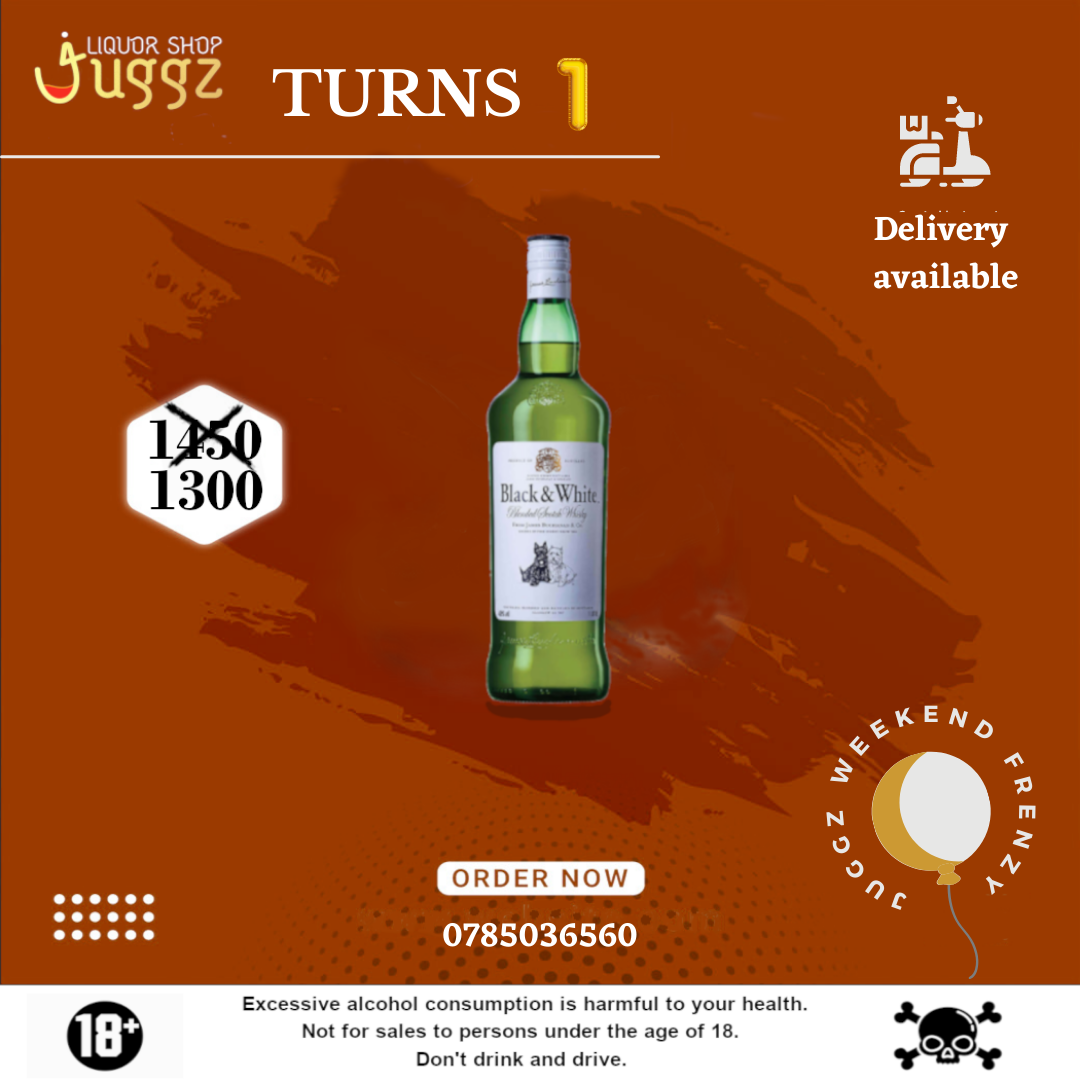 LIQUOR SHOP
Juggz
TURNS 1
Delivery
available
1450
1300
Black & White
Blended Scotch Whisky
JUGGZ WEEKEND FRENZY
ORDER NOW
0785036560
18+
Excessive alcohol consumption is harmful to your health.
Not for sales to persons under the age of 18.
Don't drink and drive.